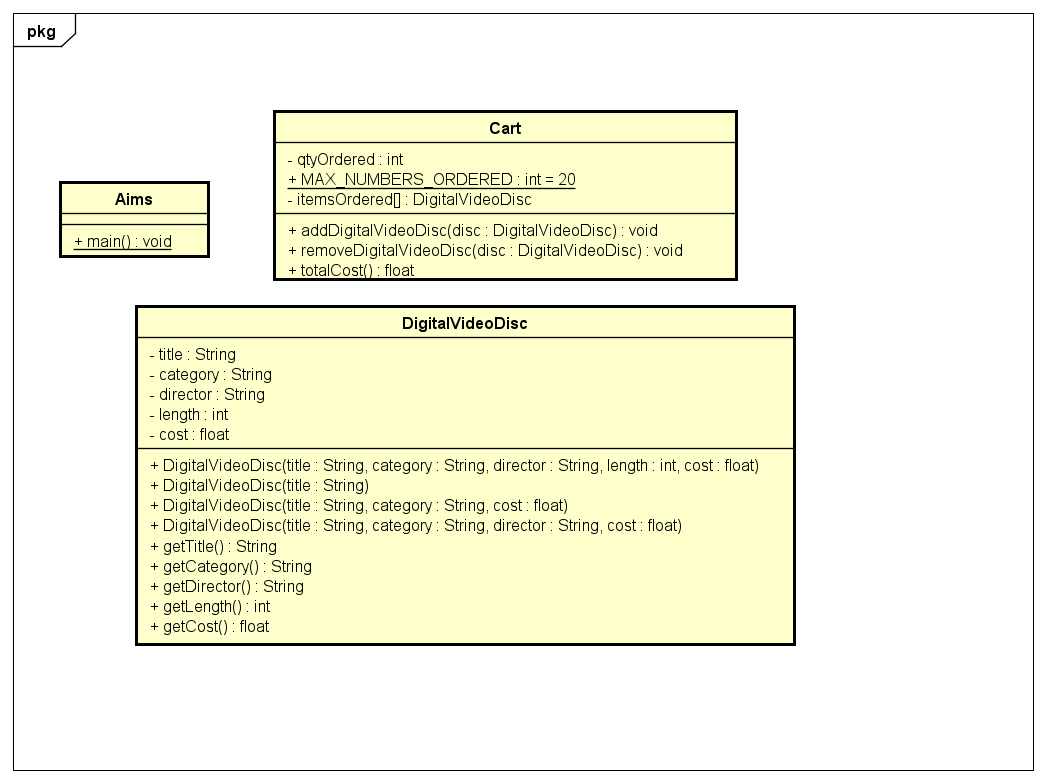 pkg
Cart
- qtyOrdered : int
+ MAX_NUMBERS_ORDERED : int = 20
- itemsOrdered[] : DigitalVideoDisc
+ addDigitalVideoDisc(disc : DigitalVideoDisc) : void
+ removeDigitalVideoDisc(disc : DigitalVideoDisc) : void
+ totalCost() : float
Aims
+ main() : void
DigitalVideoDisc
- title : String
- category : String
- director : String
- length : int
- cost : float
+ DigitalVideoDisc(title : String, category : String, director : String, length : int, cost : float)
+ DigitalVideoDisc(title : String)
+ DigitalVideoDisc(title : String, category : String, cost : float)
+ DigitalVideoDisc(title : String, category : String, director : String, cost : float)
+ getTitle() : String
+ getCategory() : String
+ getDirector() : String
+ getLength() : int
+ getCost() : float